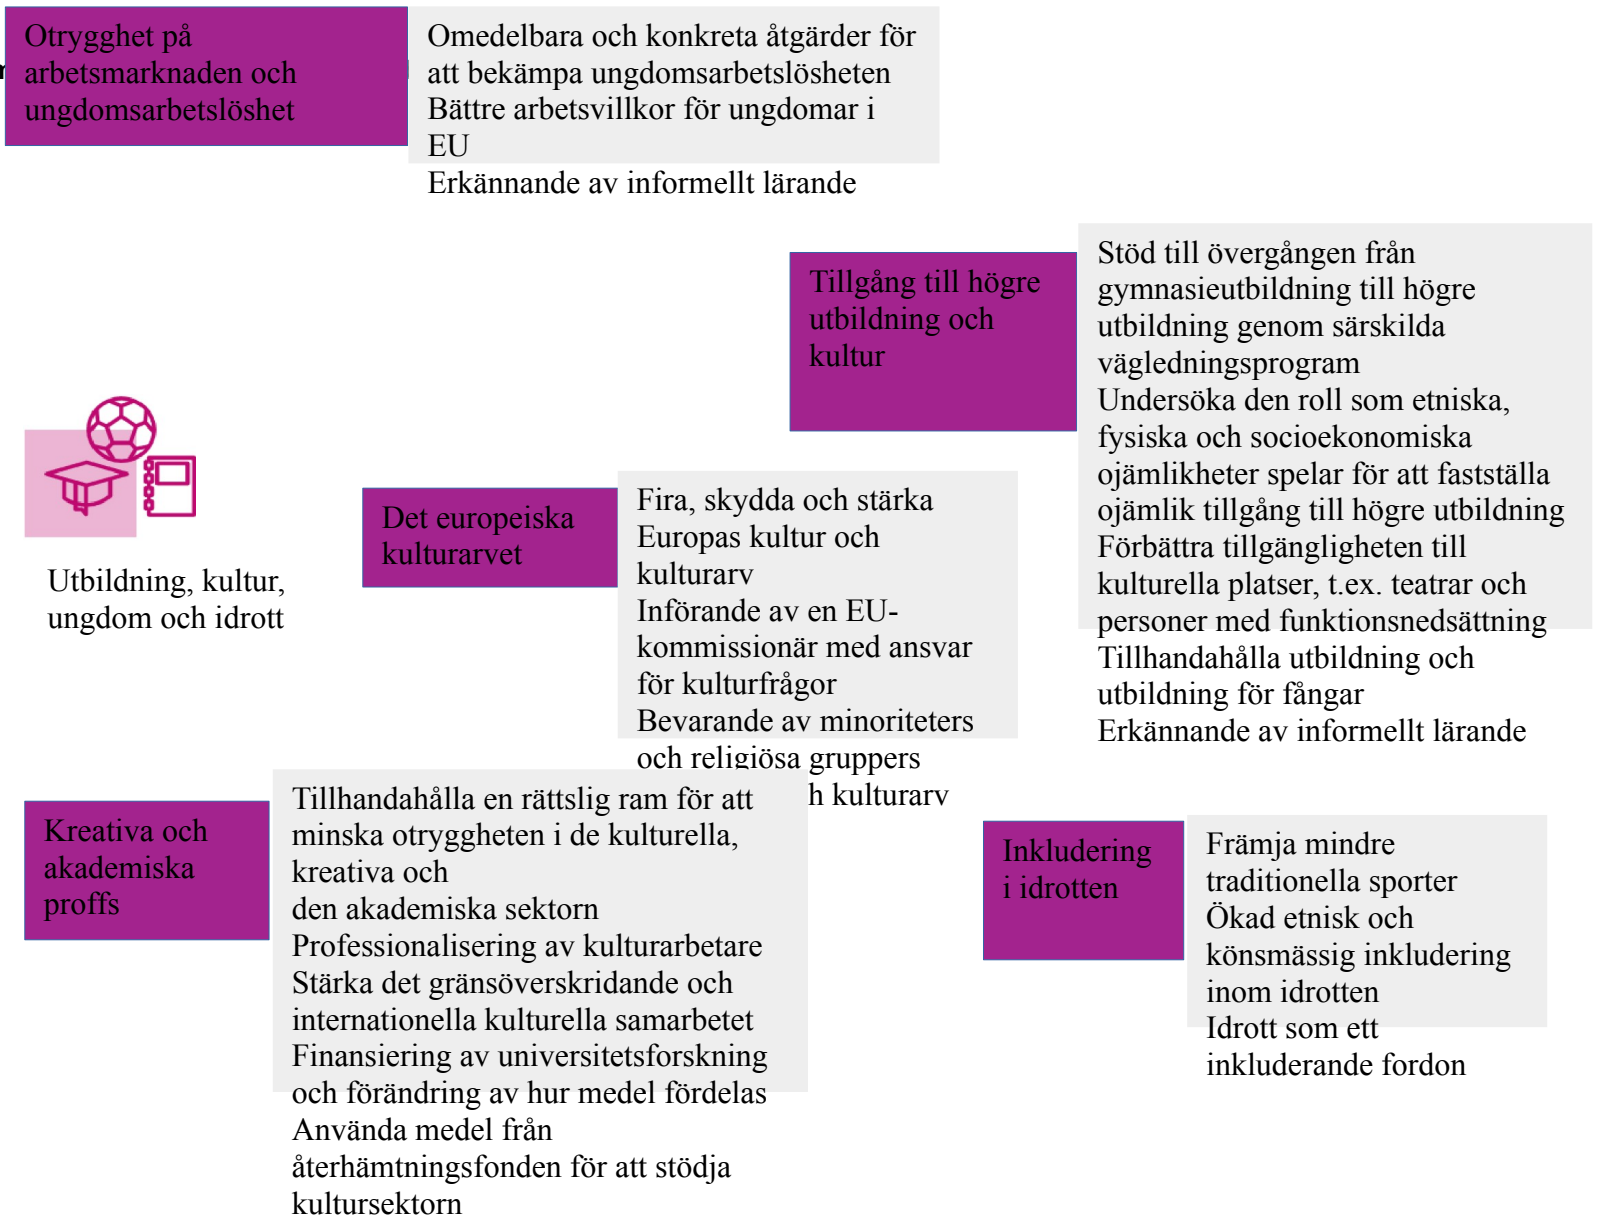 Otrygghet på
arbetsmarknaden och
ungdomsarbetslöshet
Omedelbara och konkreta åtgärder för
att bekämpa ungdomsarbetslösheten
Bättre arbetsvillkor för ungdomar i
EU
Erkännande av informellt lärande
Tillgång till högre
utbildning och
kultur
Stöd till övergången från
gymnasieutbildning till högre
utbildning genom särskilda
vägledningsprogram
Undersöka den roll som etniska,
fysiska och socioekonomiska
ojämlikheter spelar för att fastställa
ojämlik tillgång till högre utbildning
Förbättra tillgängligheten till
kulturella platser, t.ex. teatrar och
personer med funktionsnedsättning
Tillhandahålla utbildning och
utbildning för fångar
Erkännande av informellt lärande
Utbildning, kultur,
ungdom och idrott
Det europeiska
kulturarvet
Fira, skydda och stärka
Europas kultur och
kulturarv
Införande av en EU-
kommissionär med ansvar
för kulturfrågor
Bevarande av minoriteters
och religiösa gruppers
h kulturarv
Kreativa och
akademiska
proffs
Tillhandahålla en rättslig ram för att
minska otryggheten i de kulturella,
kreativa och
den akademiska sektorn
Professionalisering av kulturarbetare
Stärka det gränsöverskridande och
internationella kulturella samarbetet
Finansiering av universitetsforskning
och förändring av hur medel fördelas
Använda medel från
återhämtningsfonden för att stödja
kultursektorn
Inkludering
i idrotten
Främja mindre
traditionella sporter
Ökad etnisk och
könsmässig inkludering
inom idrotten
Idrott som ett
inkluderande fordon